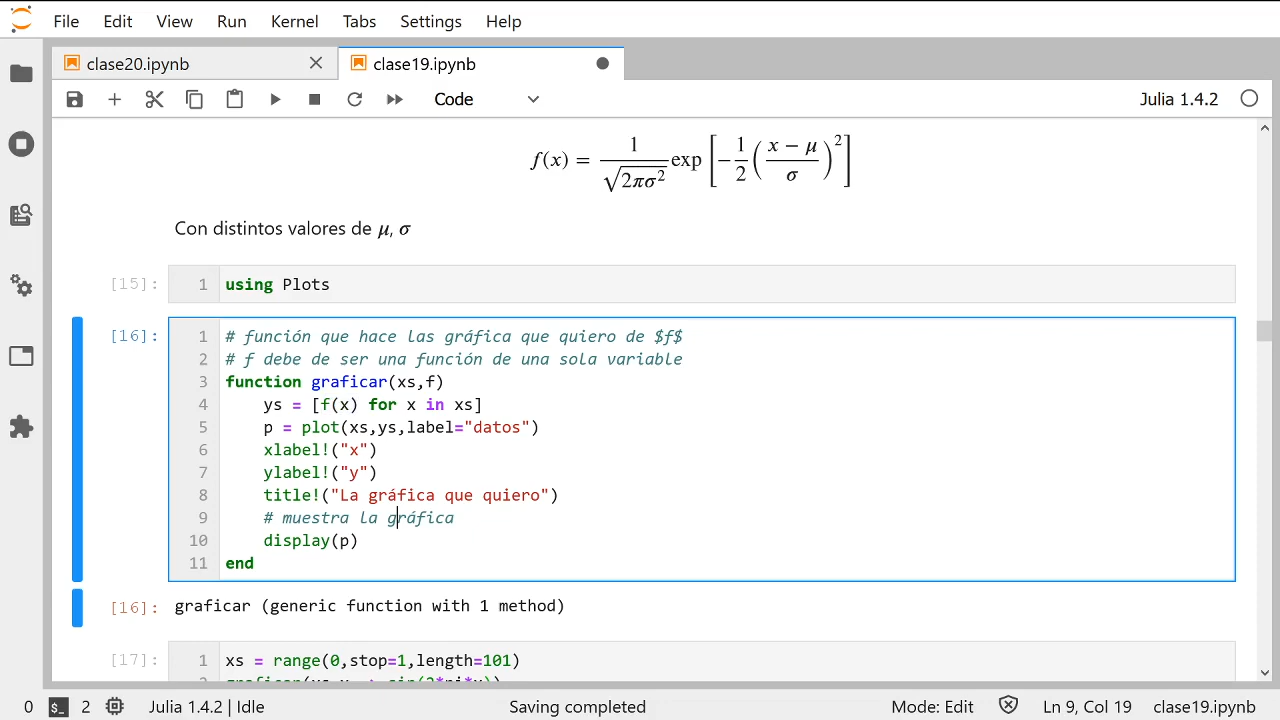 File Edit View Run Kernel Tabs Settings Help
clase20.ipynb clase19.ipynb
Code Julia 1.4.2
f(x) = 1/√(2πσ²) exp [−1/2 ((x − μ)/σ)²]
Con distintos valores de μ, σ
[15]: 1 using Plots
[16]: 1 # función que hace las gráfica que quiero de $f$
2 # f debe de ser una función de una sola variable
3 function graficar(xs,f)
4 ys = [f(x) for x in xs]
5 p = plot(xs,ys,label="datos")
6 xlabel!("x")
7 ylabel!("y")
8 title!("La gráfica que quiero")
9 # muestra la gráfica
10 display(p)
11 end
[16]: graficar (generic function with 1 method)
[17]: 1 xs = range(0,stop=1,length=101)
0 $_ 2 Julia 1.4.2 | Idle Saving completed Mode: Edit Ln 9, Col 19 clase19.ipynb